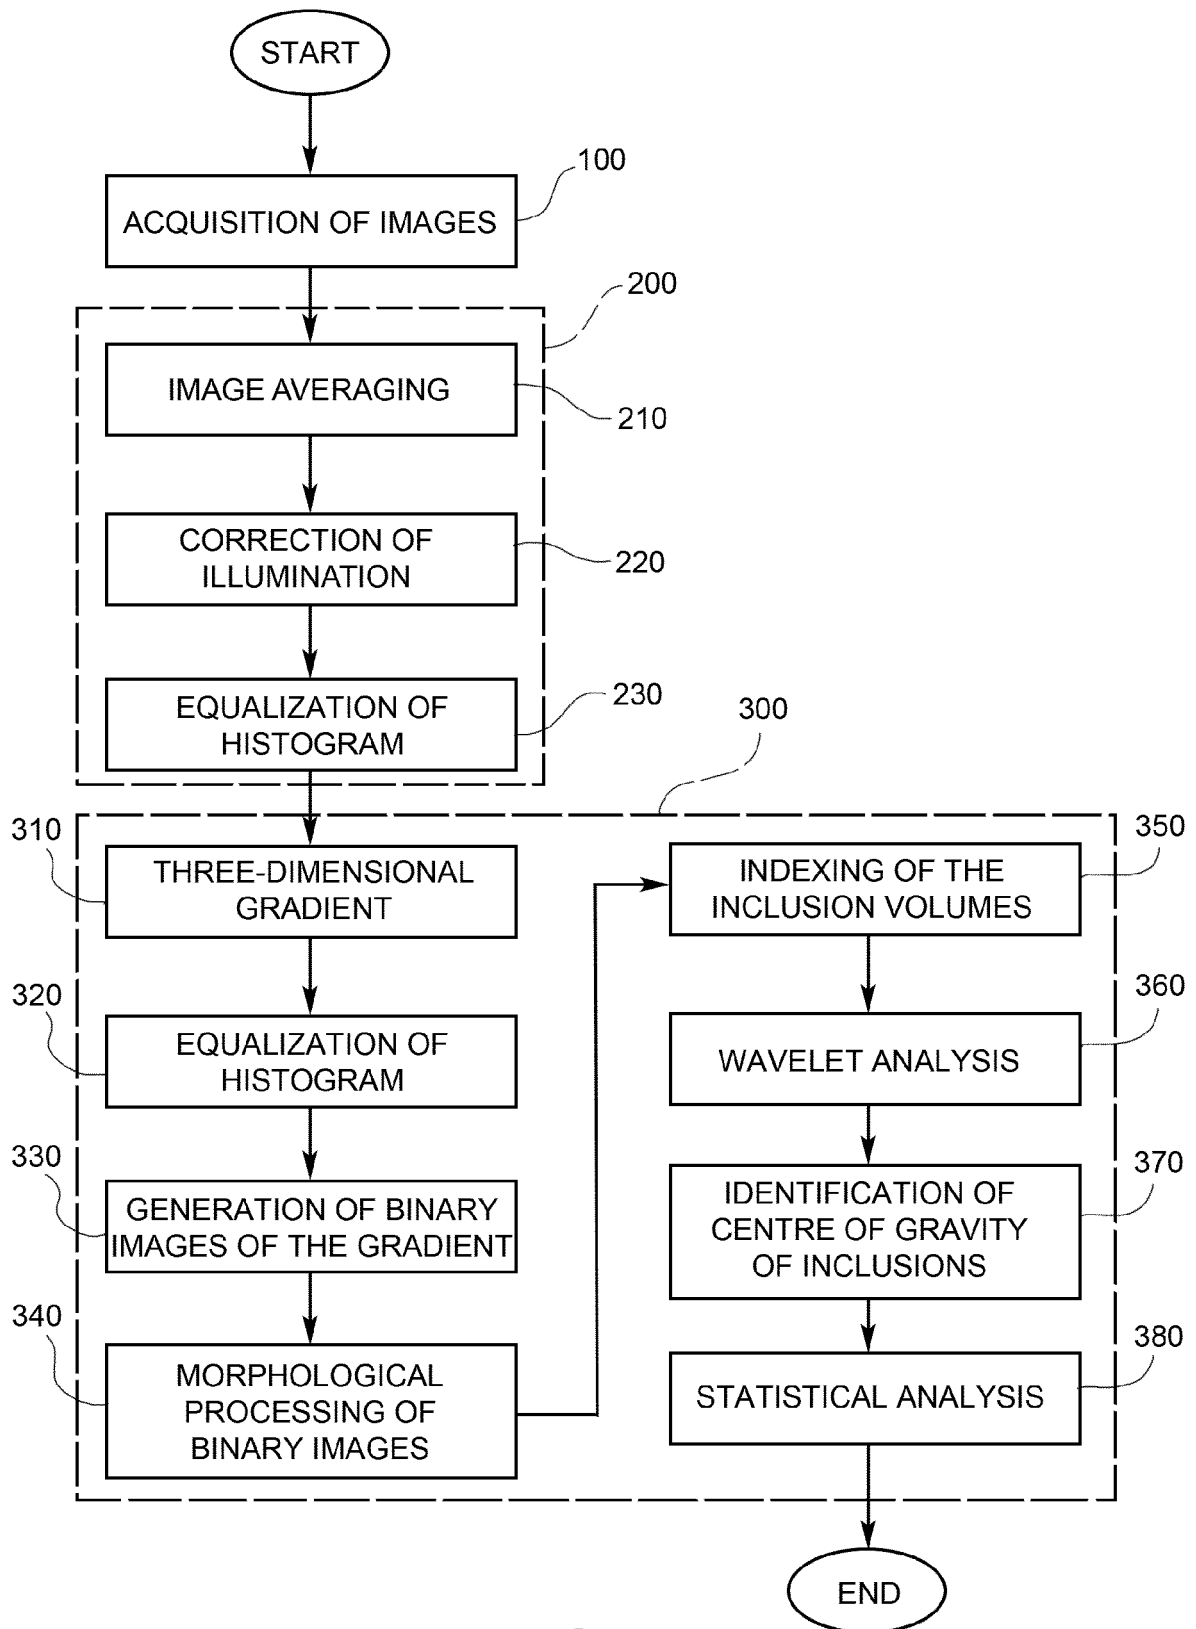 START
100
ACQUISITION OF IMAGES
200
IMAGE AVERAGING
210
CORRECTION OF
ILLUMINATION
220
EQUALIZATION OF
HISTOGRAM
230
300
310
THREE-DIMENSIONAL
GRADIENT
320
EQUALIZATION OF
HISTOGRAM
330
GENERATION OF BINARY
IMAGES OF THE GRADIENT
340
MORPHOLOGICAL
PROCESSING OF
BINARY IMAGES
350
INDEXING OF THE
INCLUSION VOLUMES
360
WAVELET ANALYSIS
370
IDENTIFICATION OF
CENTRE OF GRAVITY
OF INCLUSIONS
380
STATISTICAL ANALYSIS
END